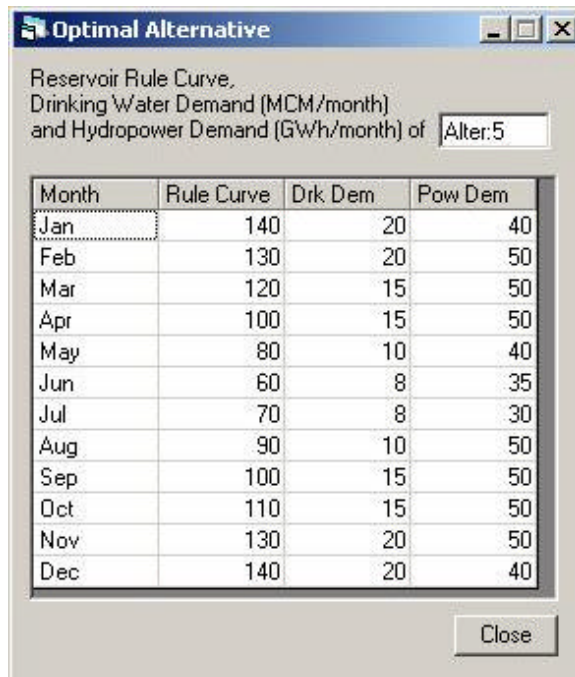 Optimal Alternative
Reservoir Rule Curve,
Drinking Water Demand (MCM/month)
and Hydropower Demand (GWh/month) of Alter:5
Month Rule Curve Drk Dem Pow Dem
Jan 140 20 40
Feb 130 20 50
Mar 120 15 50
Apr 100 15 50
May 80 10 40
Jun 60 8 35
Jul 70 8 30
Aug 90 10 50
Sep 100 15 50
Oct 110 15 50
Nov 130 20 50
Dec 140 20 40
Close